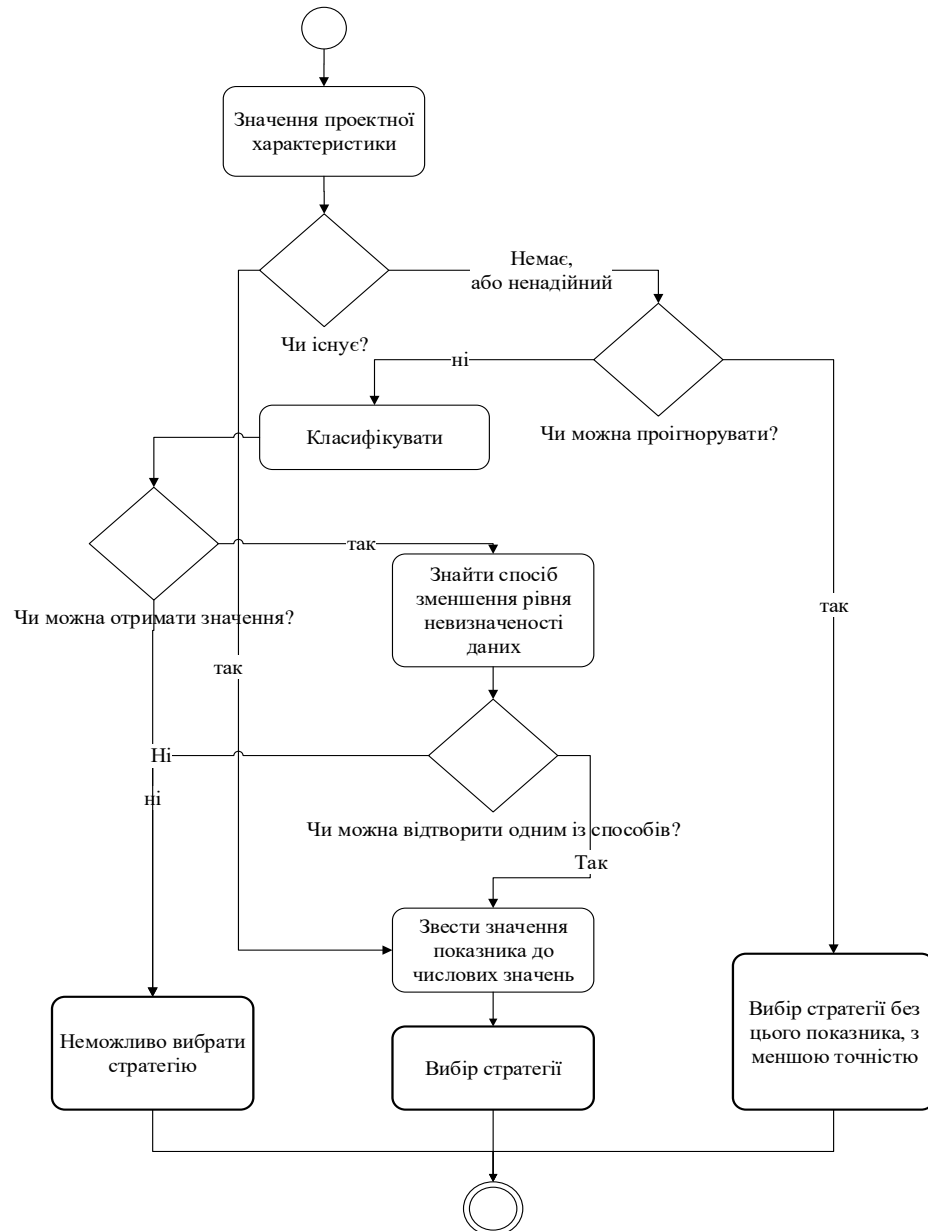 Значення проектної
характеристики
Немає,
або ненадійний
Чи існує?
ні
Класифікувати
Чи можна проігнорувати?
так
Знайти спосіб
зменшення рівня
невизначеності
даних
Чи можна отримати значення?
так
так
Ні
ні
Чи можна відтворити одним із способів?
Так
Звести значення
показника до
числових значень
Неможливо вибрати
стратегію
Вибір стратегії
Вибір стратегії без
цього показника, з
меншою точністю